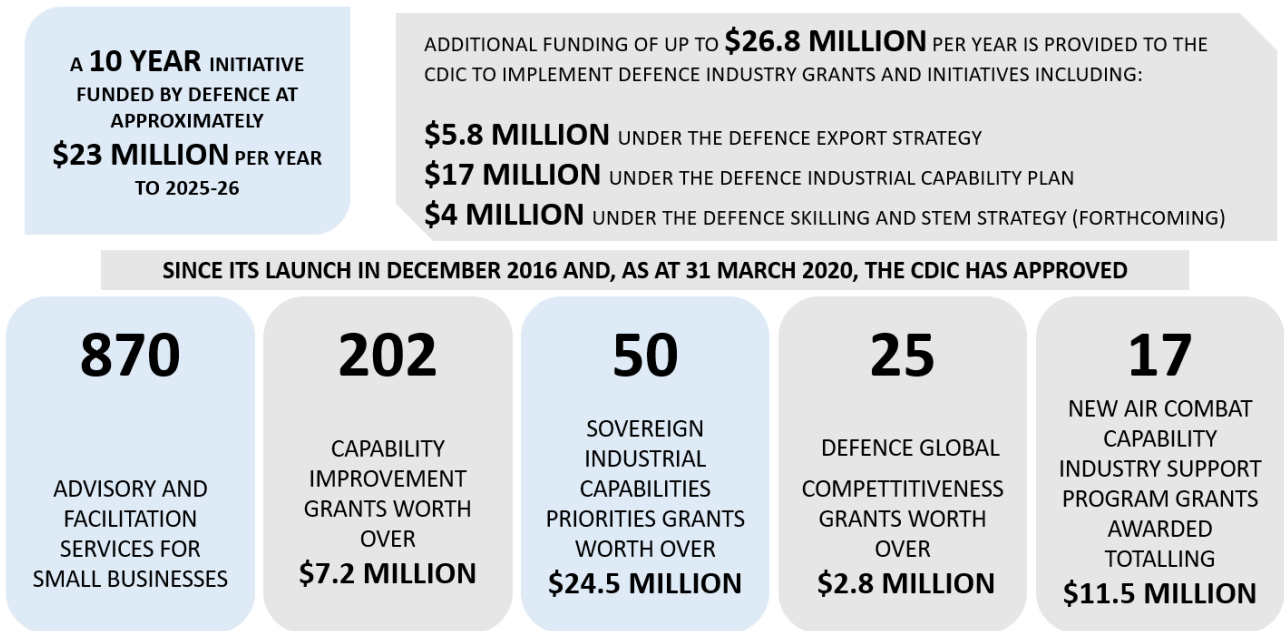 A 10 YEAR INITIATIVE
FUNDED BY DEFENCE AT
APPROXIMATELY
$23 MILLION PER YEAR
TO 2025-26
ADDITIONAL FUNDING OF UP TO $26.8 MILLION PER YEAR IS PROVIDED TO THE
CDIC TO IMPLEMENT DEFENCE INDUSTRY GRANTS AND INITIATIVES INCLUDING:
$5.8 MILLION UNDER THE DEFENCE EXPORT STRATEGY
$17 MILLION UNDER THE DEFENCE INDUSTRIAL CAPABILITY PLAN
$4 MILLION UNDER THE DEFENCE SKILLING AND STEM STRATEGY (FORTHCOMING)
SINCE ITS LAUNCH IN DECEMBER 2016 AND, AS AT 31 MARCH 2020, THE CDIC HAS APPROVED
870
ADVISORY AND
FACILITATION
SERVICES FOR
SMALL BUSINESSES
202
CAPABILITY
IMPROVEMENT
GRANTS WORTH
OVER
$7.2 MILLION
50
SOVEREIGN
INDUSTRIAL
CAPABILITIES
PRIORITIES GRANTS
WORTH OVER
$24.5 MILLION
25
DEFENCE GLOBAL
COMPETTITIVENESS
GRANTS WORTH
OVER
$2.8 MILLION
17
NEW AIR COMBAT
CAPABILITY
INDUSTRY SUPPORT
PROGRAM GRANTS
AWARDED
TOTALLING
$11.5 MILLION